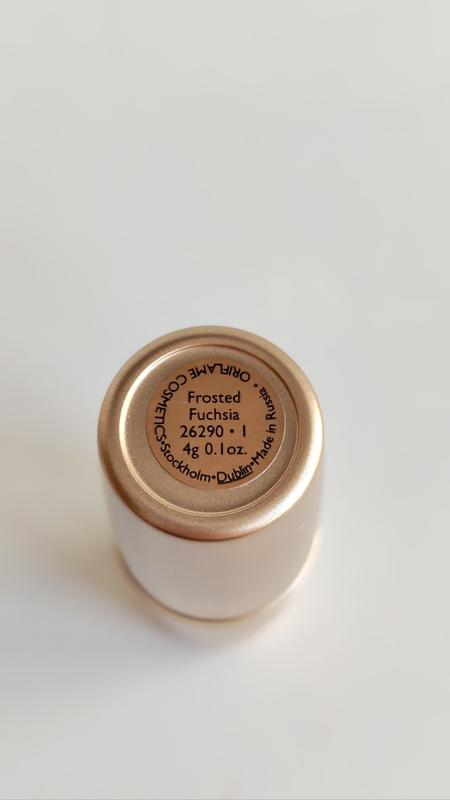 Frosted
Fuchsia
26290 • 1
4g 0.1oz.
ORIFLAME COSMETICS•Stockholm•Dublin•Made in Russia •